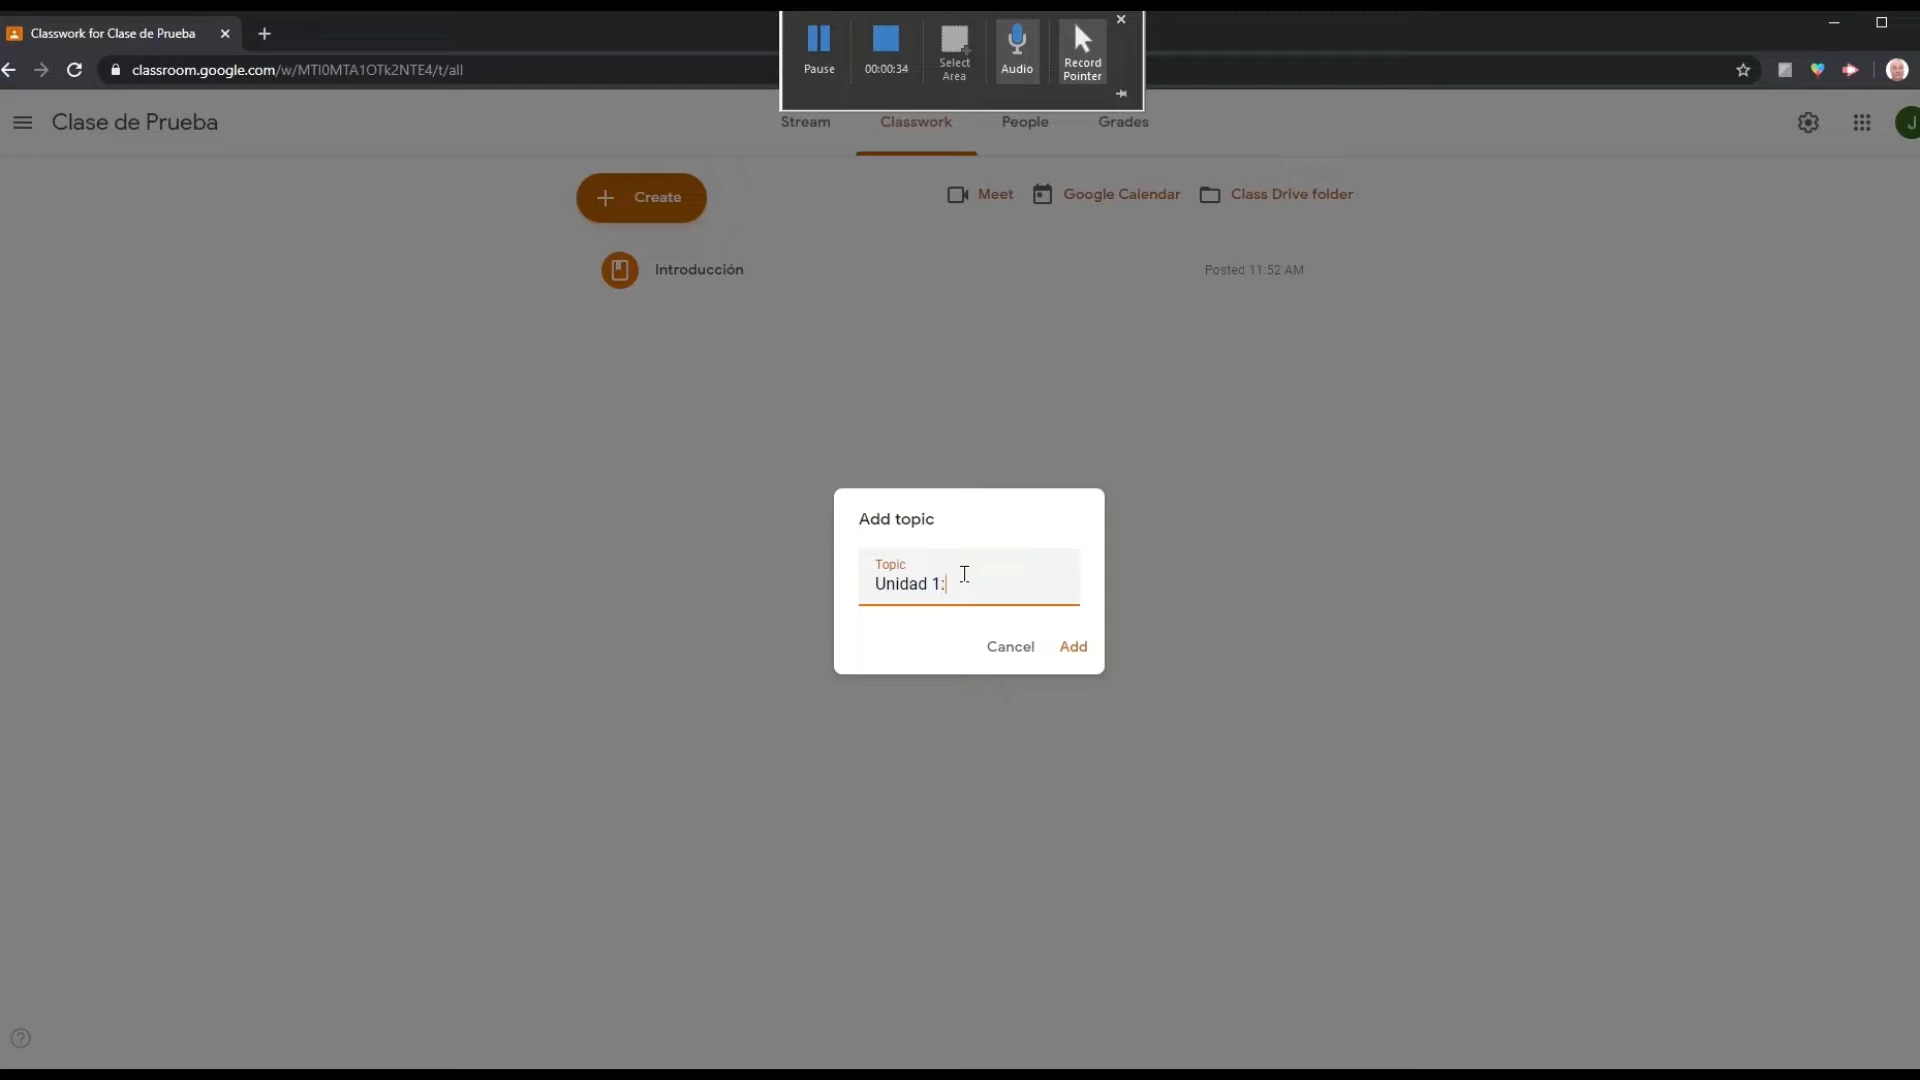 Classwork for Clase de Prueba
classroom.google.com/w/MTI0MTA1OTk2NTE4/t/all
Pause
00:00:34
Select Area
Audio
Record Pointer
Clase de Prueba
Stream
Classwork
People
Grades
J
Create
Meet
Google Calendar
Class Drive folder
Introducción
Posted 11:52 AM
Add topic
Topic
Unidad 1:
Cancel
Add